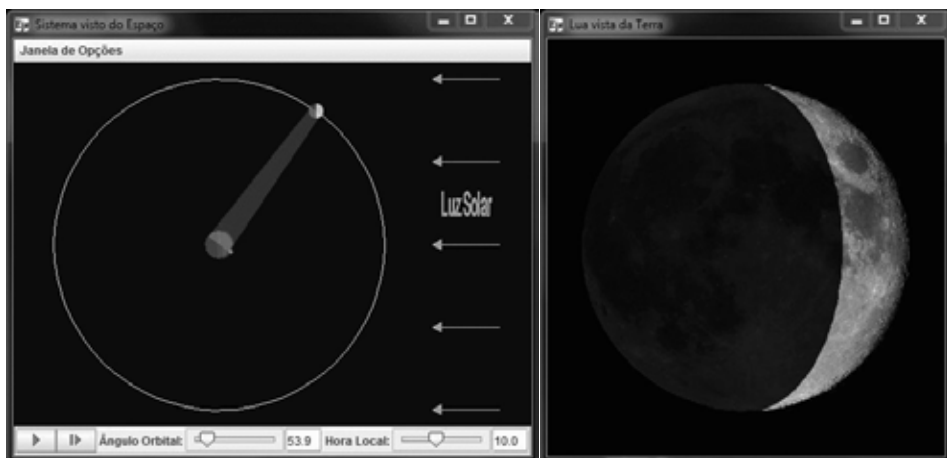 Sistema visto do Espaço
Janela de Opções
Luz Solar
Ângulo Orbital: 53.9 Hora Local: 10.0
Lua vista da Terra